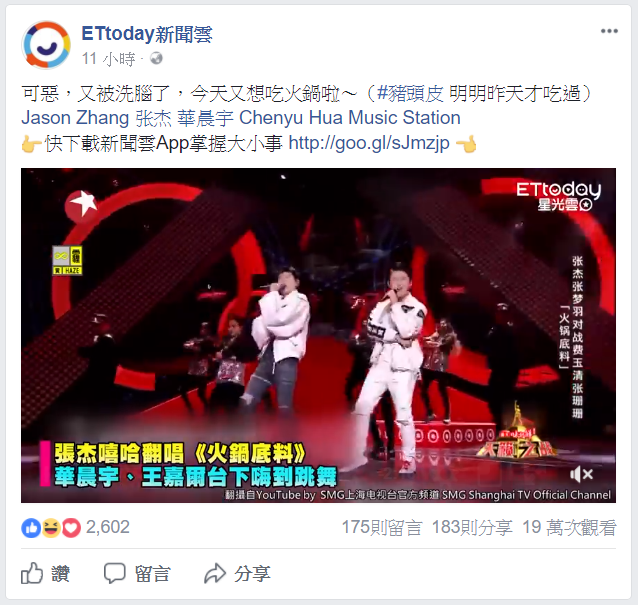 ETtoday新聞雲
11 小時 ·
可惡，又被洗腦了，今天又想吃火鍋啦～（#豬頭皮 明明昨天才吃過）
Jason Zhang 张杰 華晨宇 Chenyu Hua Music Station
👉快下載新聞雲App掌握大小事 http://goo.gl/sJmzjp 👈
ETtoday
星光雲
霾
黄 HAZE
张杰张梦羽对战费玉清张珊珊
「火锅底料」
張杰嘻哈翻唱《火鍋底料》
華晨宇、王嘉爾台下嗨到跳舞
翻攝自YouTube by SMG上海电视台官方频道 SMG Shanghai TV Official Channel
2,602
175則留言 183則分享 19 萬次觀看
讚 留言 分享